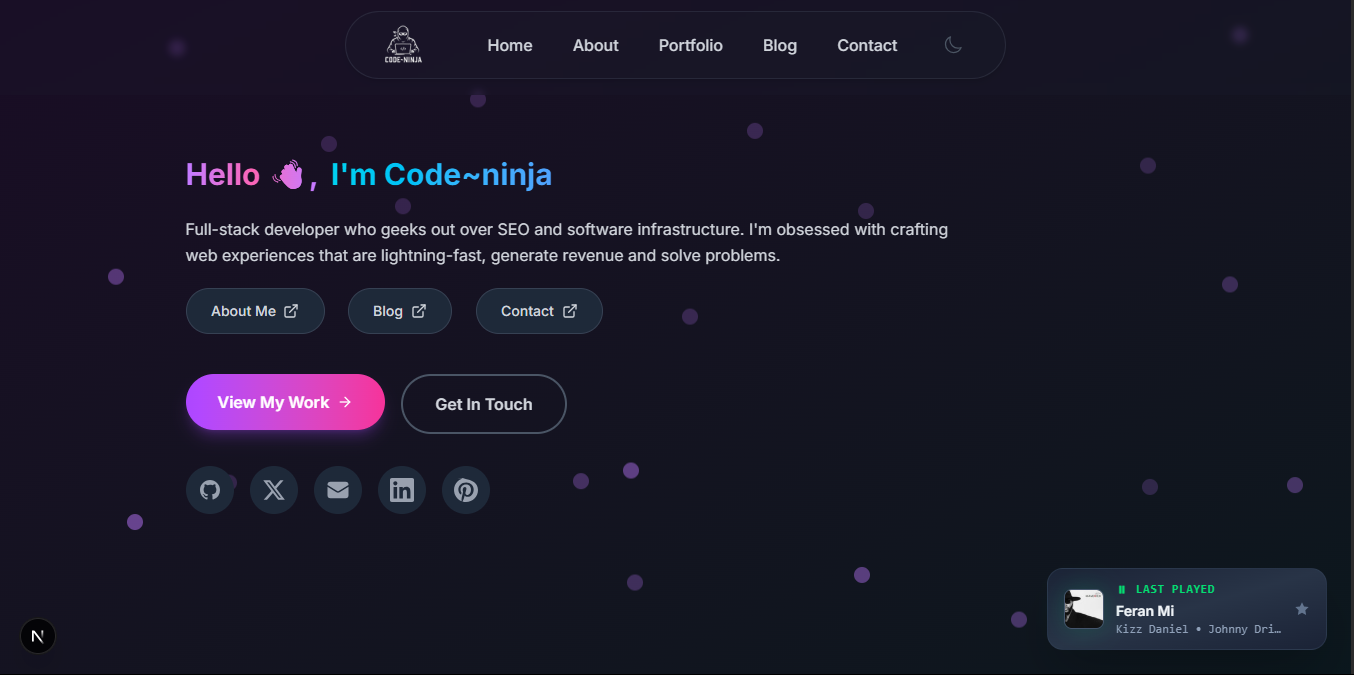 CODE-NINJA
Home
About
Portfolio
Blog
Contact
Hello 👋, I'm Code~ninja
Full-stack developer who geeks out over SEO and software infrastructure. I'm obsessed with crafting
web experiences that are lightning-fast, generate revenue and solve problems.
About Me
Blog
Contact
View My Work →
Get In Touch
LAST PLAYED
Feran Mi
Kizz Daniel • Johnny Dri…
N